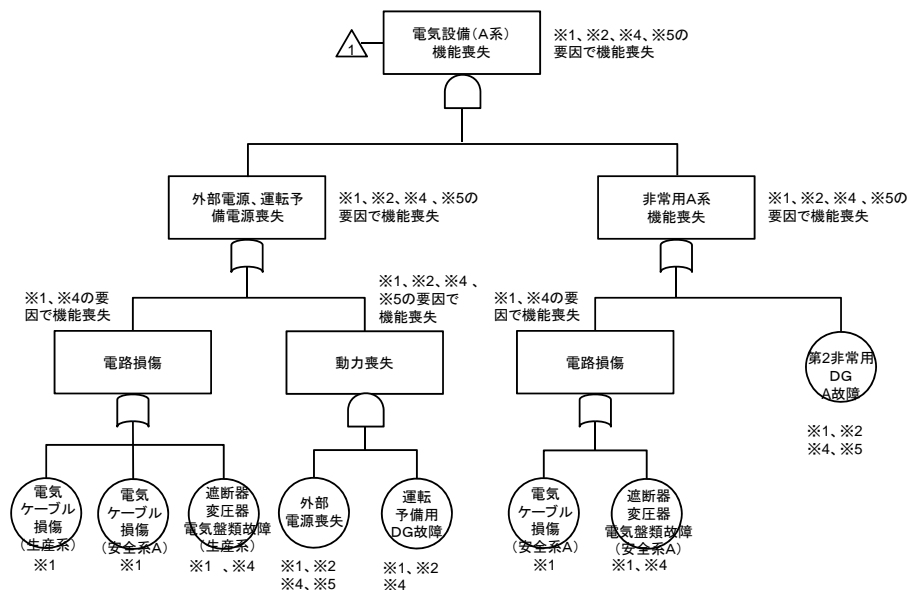 電気設備（A系）
機能喪失
※1、※2、※4、※5の
要因で機能喪失
1
外部電源、運転予
備電源喪失
※1、※2、※4 、※5の
要因で機能喪失
非常用A系
機能喪失
※1、※2、※4 、※5の
要因で機能喪失
※1、※4の要
因で機能喪失
電路損傷
※1、※2、※4 、
※5の要因で
機能喪失
動力喪失
※1、※4の要
因で機能喪失
電路損傷
第2非常用
DG
A故障
※1、※2
※4、※5
電気
ケーブル
損傷
（生産系）
※1
電気
ケーブル
損傷
（安全系A）
※1
遮断器
変圧器
電気盤類故障
（生産系）
※1 、※4
外部
電源喪失
※1、※2
※4、※5
運転
予備用
DG故障
※1、※2
※4
電気
ケーブル
損傷
（安全系A）
※1
遮断器
変圧器
電気盤類故障
（安全系A）
※1、※4